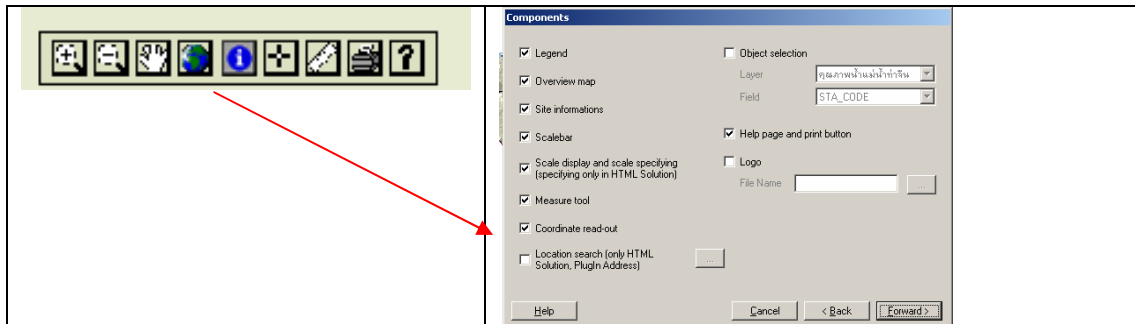 Components
Legend
Overview map
Site informations
Scalebar
Scale display and scale specifying
(specifying only in HTML Solution)
Measure tool
Coordinate read-out
Location search (only HTML
Solution, PlugIn Address)
...
Object selection
Layer
คุณภาพน้ำแม่น้ำท่าจีน
Field
STA_CODE
Help page and print button
Logo
File Name
...
Help
Cancel
< Back
Forward >
i
?